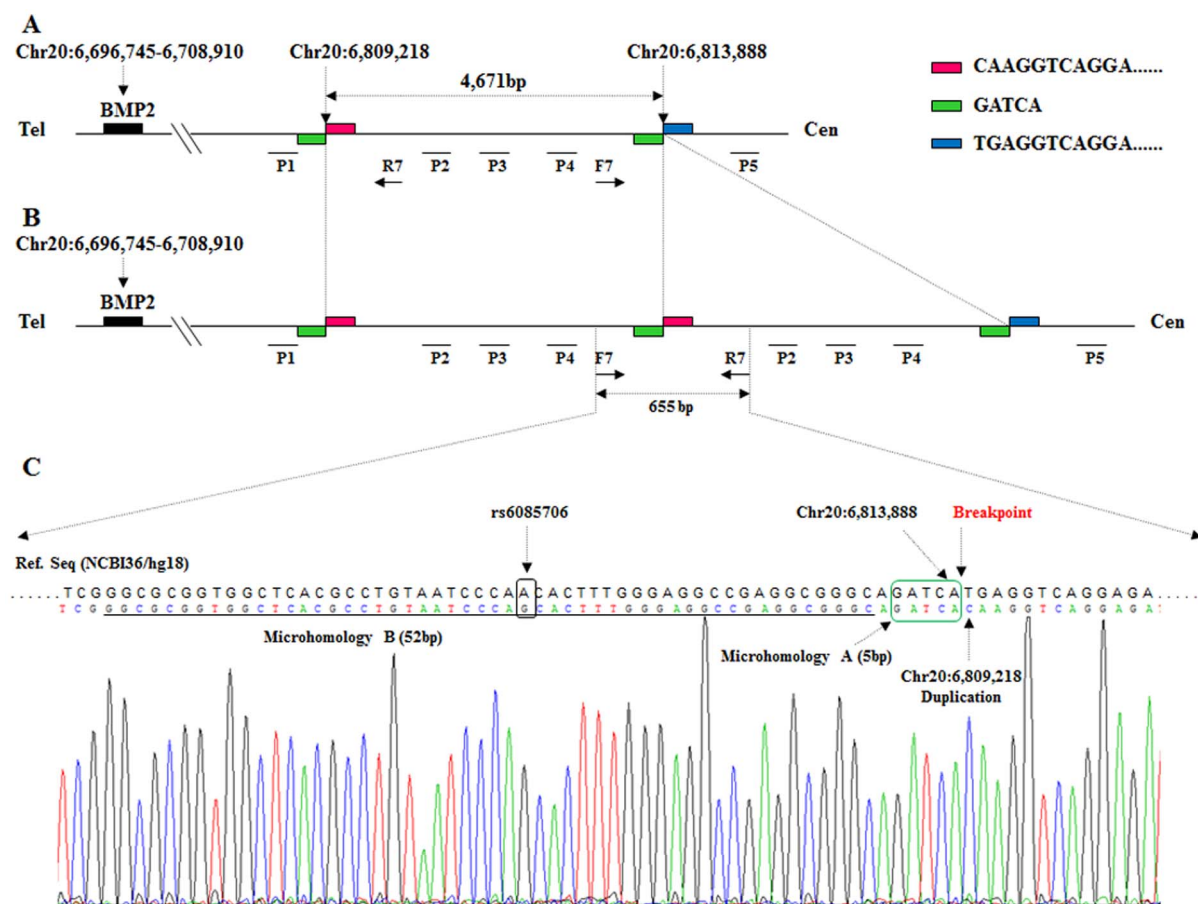 A
Chr20:6,696,745-6,708,910
Chr20:6,809,218
Chr20:6,813,888
4,671bp
CAAGGTCAGGA......
GATCA
TGAGGTCAGGA......
BMP2
Tel
Cen
P1
R7
P2
P3
P4
F7
P5
B
Chr20:6,696,745-6,708,910
BMP2
Tel
Cen
P1
P2
P3
P4
F7
R7
P2
P3
P4
P5
655 bp
C
rs6085706
Chr20:6,813,888
Breakpoint
Ref. Seq (NCBI36/hg18)
......TCGGGCGCGGTGGCTCACGCCTGTAATCCCAACACTTTGGGAGGCCGAGGCGGGCAGATCATGAGGTCAGGAGA......
TCGGGCGCGGTGGCTCACGCCTGTAATCCCAGCACTTTGGGAGGCCGAGGCGGGCAGATCACAAGGTCAGGAGA
Microhomology B (52bp)
Microhomology A (5bp)
Chr20:6,809,218
Duplication